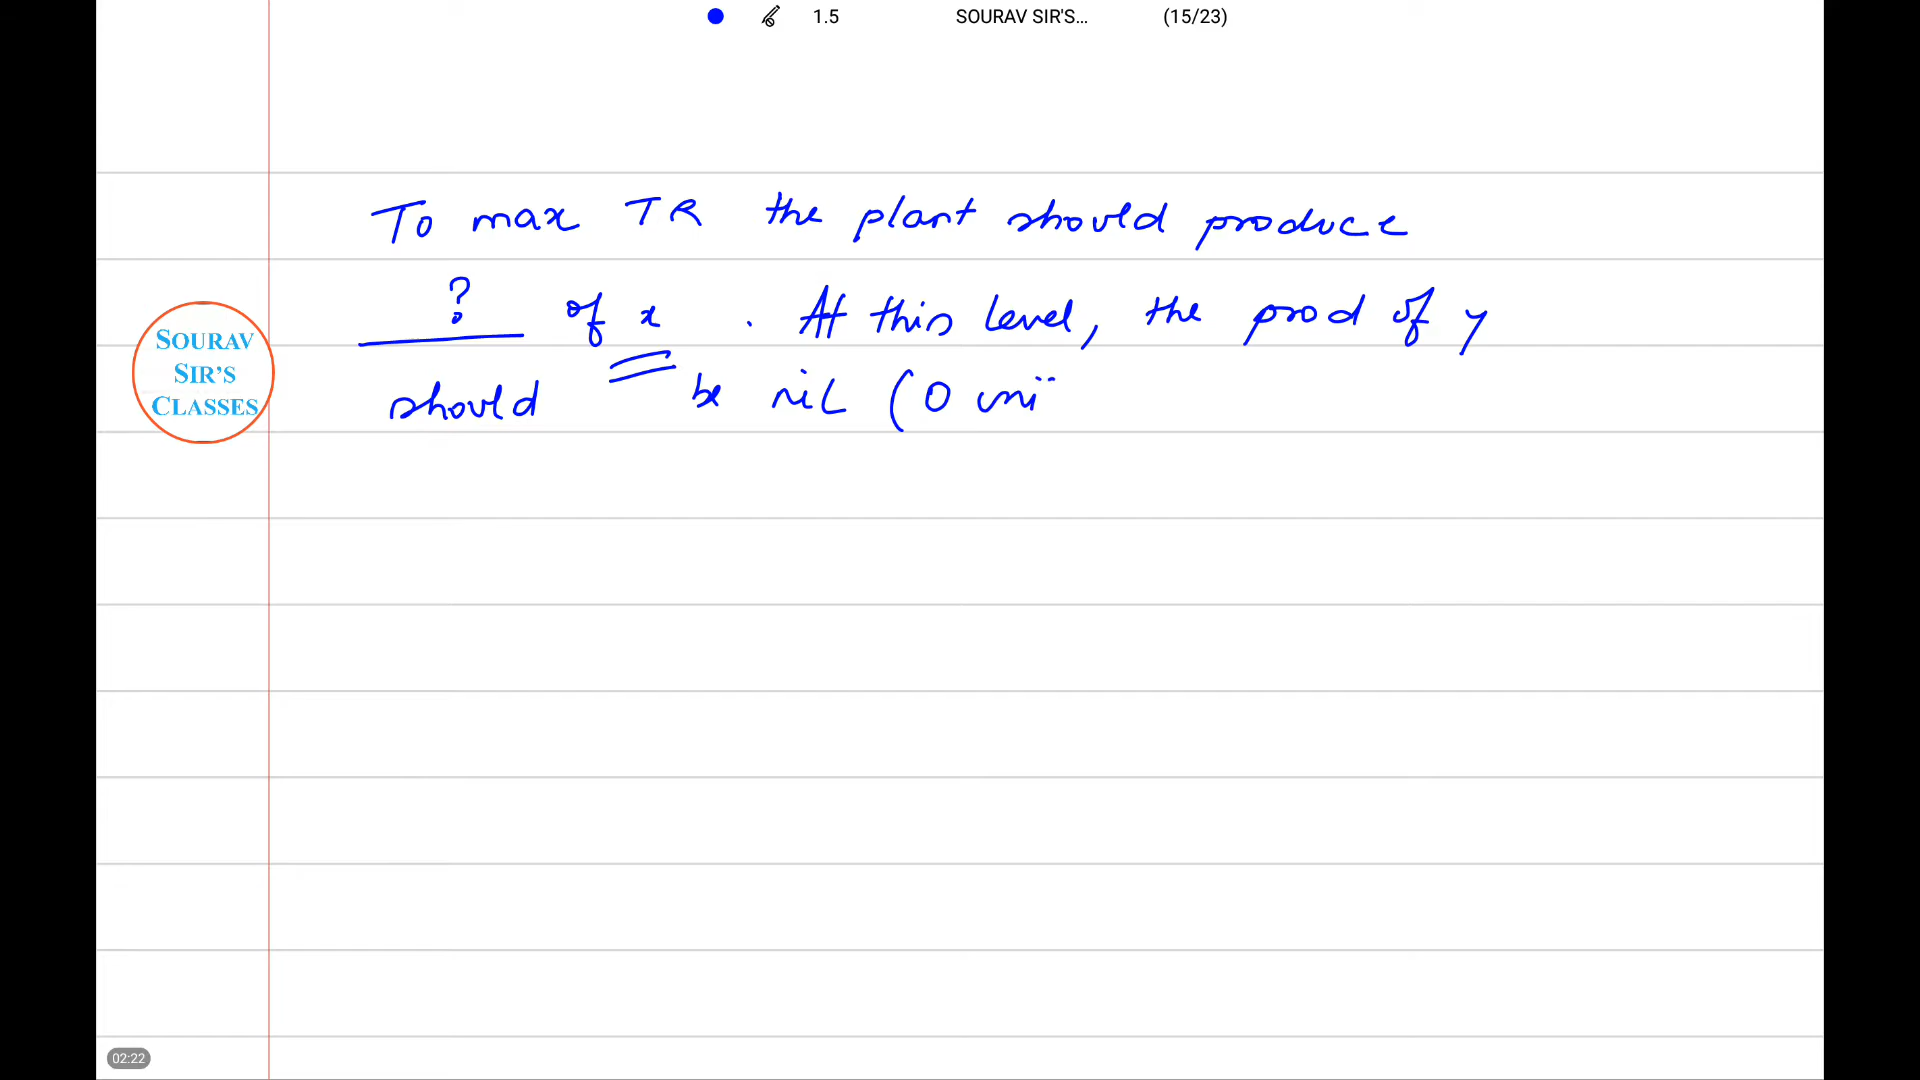 1.5 SOURAV SIR'S... (15/23)
To max TR the plant should produce
? of x . At this level, the prod of y
should be nil (0 uni
SOURAV
SIR'S
CLASSES
02:22